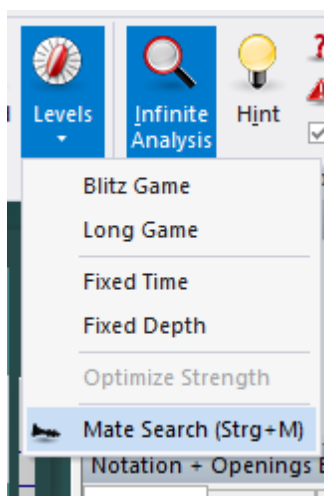 Levels
Infinite
Analysis
Hint
?
Blitz Game
Long Game
Fixed Time
Fixed Depth
Optimize Strength
Mate Search (Strg+M)
Notation + Openings